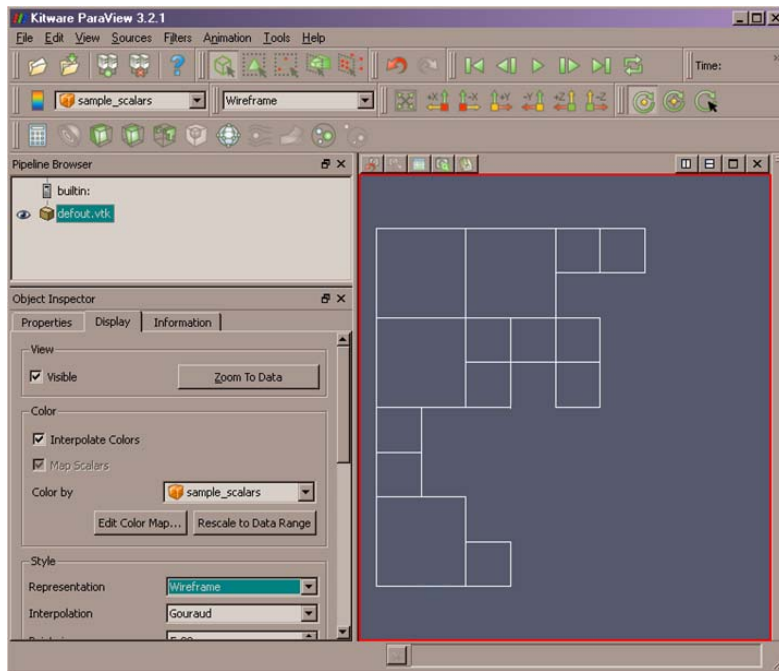 Kitware ParaView 3.2.1
File Edit View Sources Filters Animation Tools Help
Time:
sample_scalars Wireframe
+X -X +Y -Y +Z -Z
Pipeline Browser
builtin:
defout.vtk
Object Inspector
Properties Display Information
View
Visible Zoom To Data
Color
Interpolate Colors
Map Scalars
Color by sample_scalars
Edit Color Map... Rescale to Data Range
Style
Representation Wireframe
Interpolation Gouraud